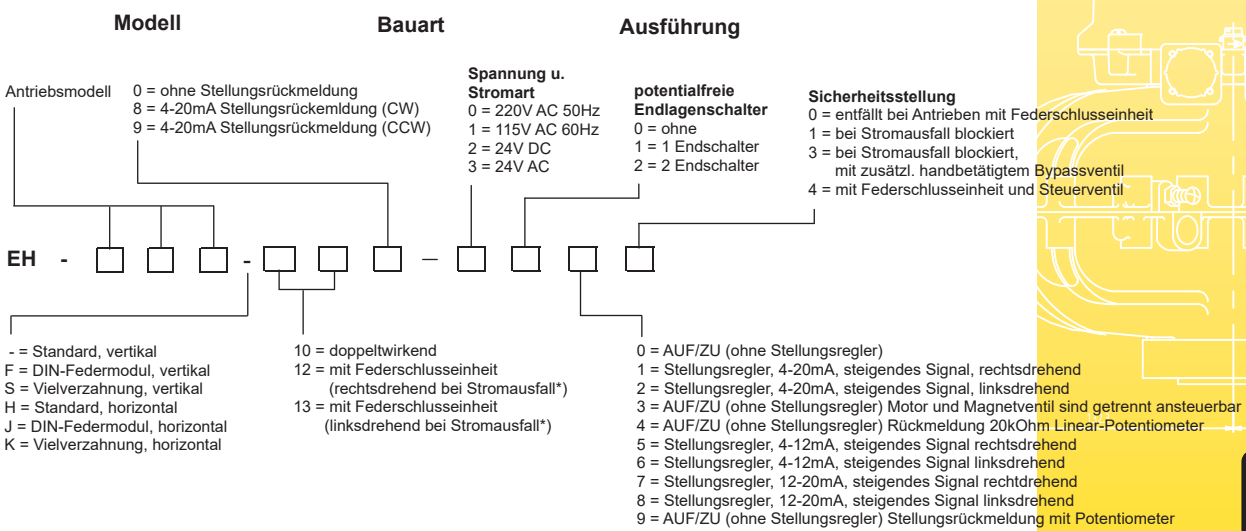 Modell
Bauart
Ausführung
Antriebsmodell
0 = ohne Stellungsrückmeldung
8 = 4-20mA Stellungsrückemldung (CW)
9 = 4-20mA Stellungsrückmeldung (CCW)
Spannung u.
Stromart
0 = 220V AC 50Hz
1 = 115V AC 60Hz
2 = 24V DC
3 = 24V AC
potentialfreie
Endlagenschalter
0 = ohne
1 = 1 Endschalter
2 = 2 Endschalter
Sicherheitsstellung
0 = entfällt bei Antrieben mit Federschlusseinheit
1 = bei Stromausfall blockiert
3 = bei Stromausfall blockiert,
mit zusätzl. handbetätigtem Bypassventil
4 = mit Federschlusseinheit und Steuerventil
EH - - –
- = Standard, vertikal
F = DIN-Federmodul, vertikal
S = Vielverzahnung, vertikal
H = Standard, horizontal
J = DIN-Federmodul, horizontal
K = Vielverzahnung, horizontal
10 = doppeltwirkend
12 = mit Federschlusseinheit
(rechtsdrehend bei Stromausfall*)
13 = mit Federschlusseinheit
(linksdrehend bei Stromausfall*)
0 = AUF/ZU (ohne Stellungsregler)
1 = Stellungsregler, 4-20mA, steigendes Signal, rechtsdrehend
2 = Stellungsregler, 4-20mA, steigendes Signal, linksdrehend
3 = AUF/ZU (ohne Stellungsregler) Motor und Magnetventil sind getrennt ansteuerbar
4 = AUF/ZU (ohne Stellungsregler) Rückmeldung 20kOhm Linear-Potentiometer
5 = Stellungsregler, 4-12mA, steigendes Signal rechtsdrehend
6 = Stellungsregler, 4-12mA, steigendes Signal linksdrehend
7 = Stellungsregler, 12-20mA, steigendes Signal rechtdrehend
8 = Stellungsregler, 12-20mA, steigendes Signal linksdrehend
9 = AUF/ZU (ohne Stellungsregler) Stellungsrückmeldung mit Potentiometer